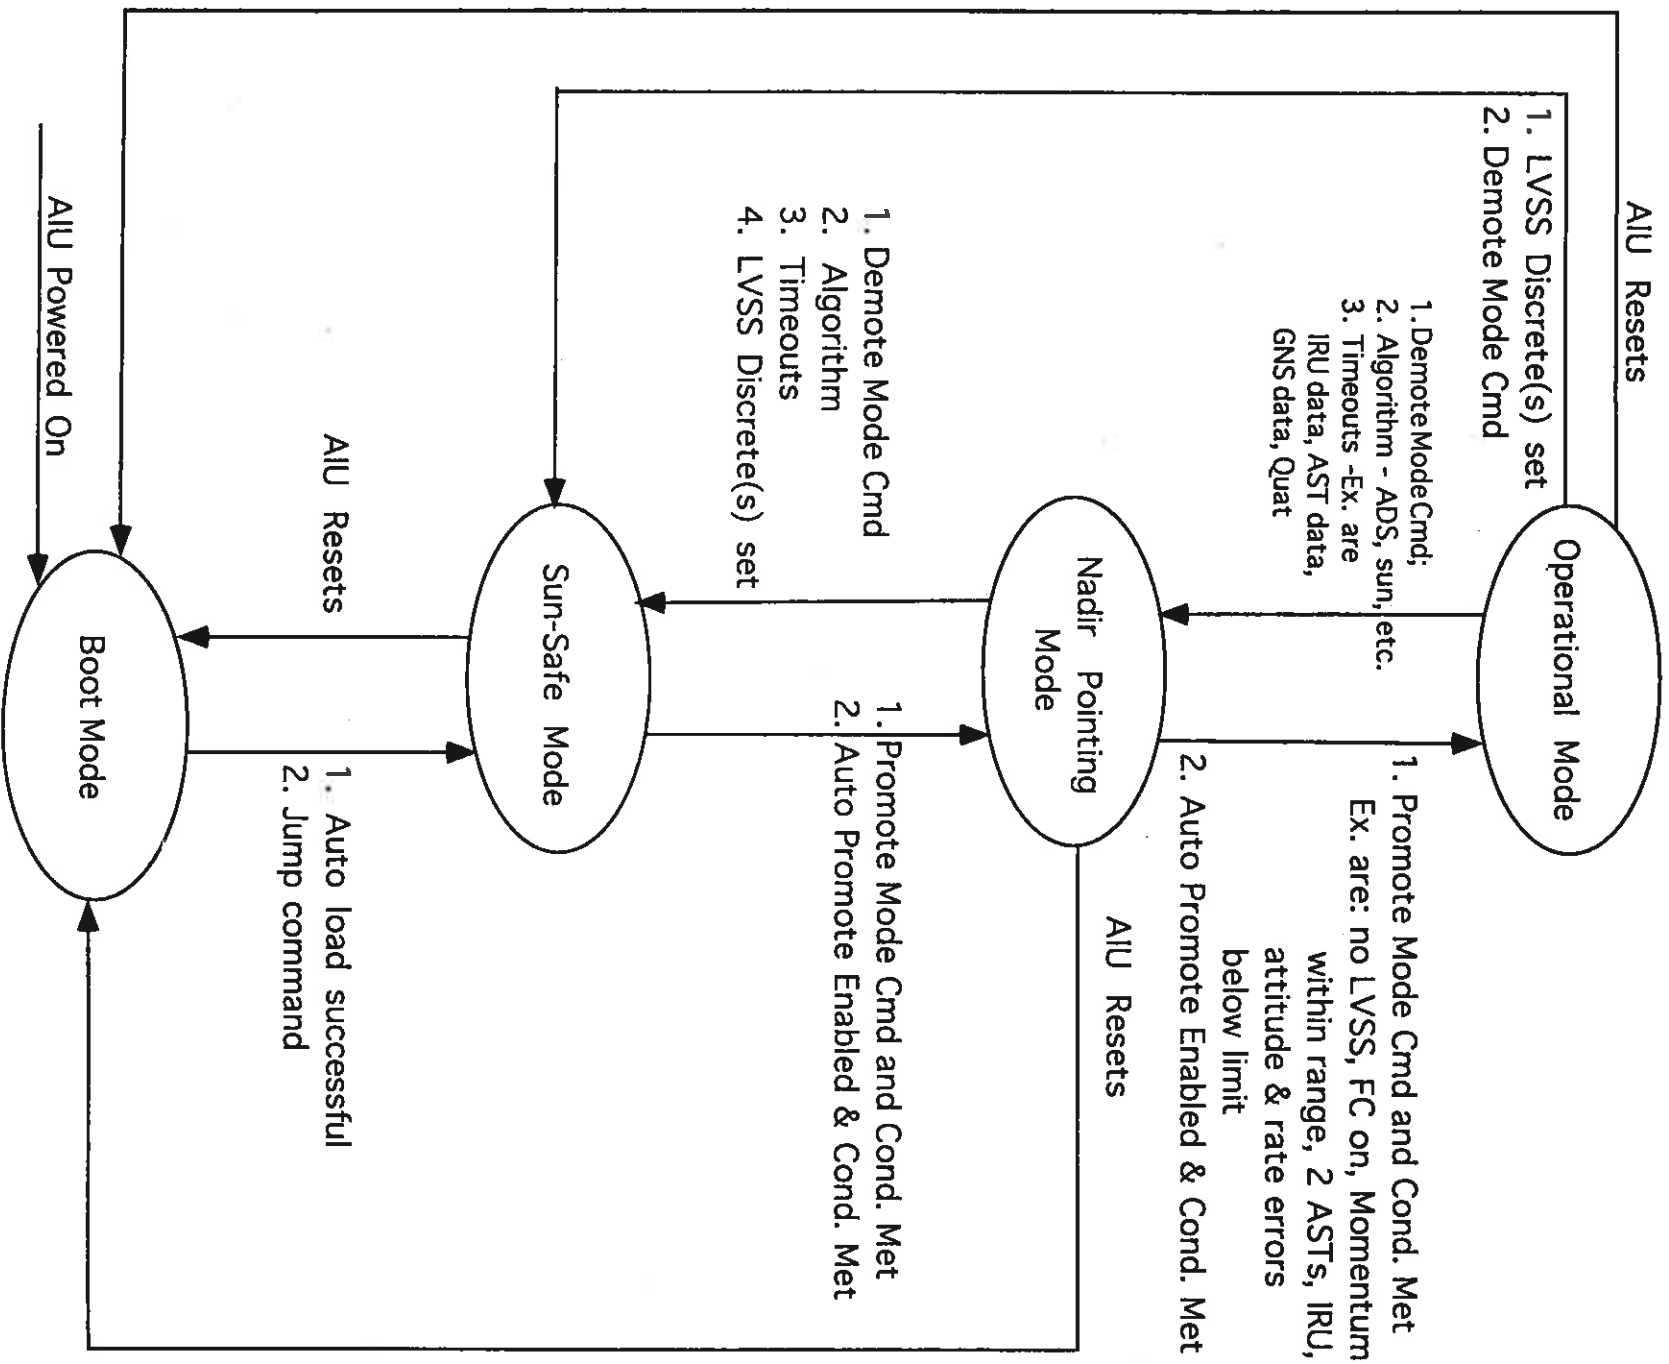 AIU Resets
Operational Mode
1. LVSS Discrete(s) set
2. Demote Mode Cmd
1. Demote Mode Cmd;
2. Algorithm - ADS, sun, etc.
3. Timeouts -Ex. are
IRU data, AST data,
GNS data, Quat
1. Promote Mode Cmd and Cond. Met
Ex. are: no LVSS, FC on, Momentum
within range, 2 ASTs, IRU,
attitude & rate errors
below limit
2. Auto Promote Enabled & Cond. Met
Nadir Pointing
Mode
AIU Resets
1. Demote Mode Cmd
2. Algorithm
3. Timeouts
4. LVSS Discrete(s) set
1. Promote Mode Cmd and Cond. Met
2. Auto Promote Enabled & Cond. Met
Sun-Safe Mode
AIU Resets
1. Auto load successful
2. Jump command
Boot Mode
AIU Powered On